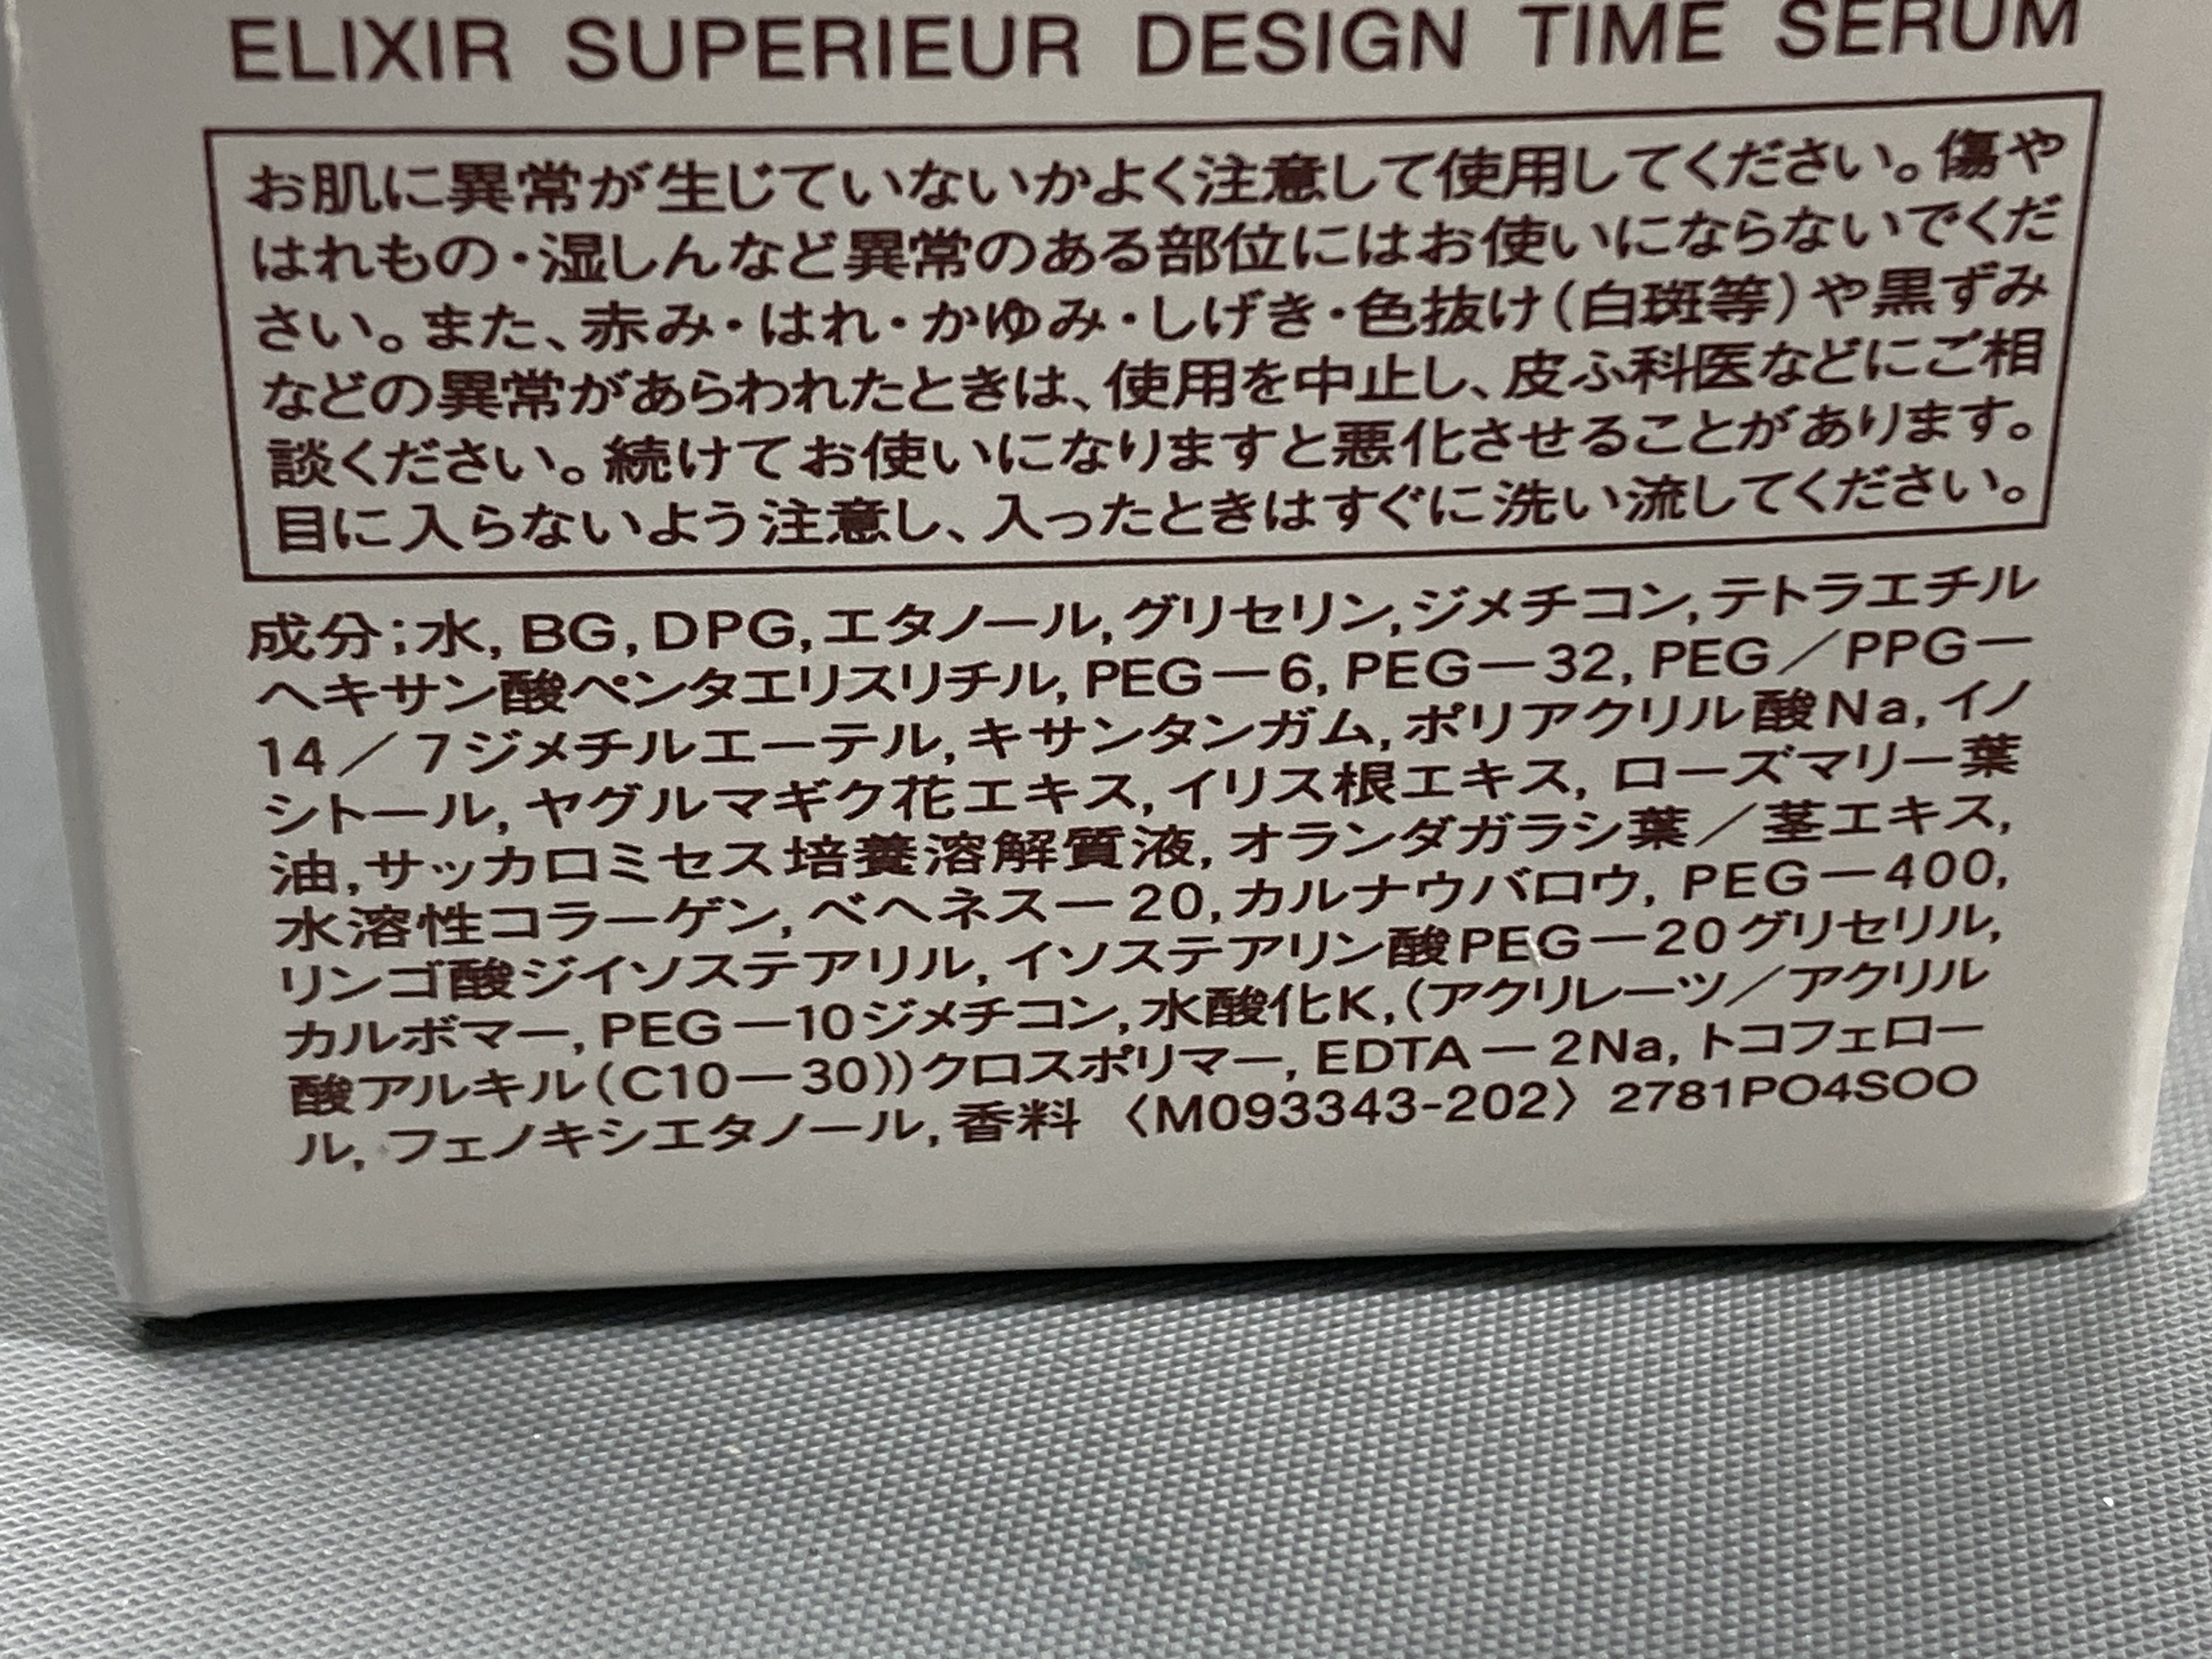 ELIXIR SUPERIEUR DESIGN TIME SERUM
お肌に異常が生じていないかよく注意して使用してください。傷や
はれもの・湿しんなど異常のある部位にはお使いにならないでくだ
さい。また、赤み・はれ・かゆみ・しげき・色抜け(白斑等)や黒ずみ
などの異常があらわれたときは、使用を中止し、皮ふ科医などにご相
談ください。続けてお使いになりますと悪化させることがあります。
目に入らないよう注意し、入ったときはすぐに洗い流してください。
成分;水, BG, DPG, エタノール, グリセリン, ジメチコン, テトラエチル
ヘキサン酸ペンタエリスリチル, PEG－6, PEG－32, PEG／PPG－
14／7ジメチルエーテル, キサンタンガム, ポリアクリル酸Na, イノ
シトール, ヤグルマギク花エキス, イリス根エキス, ローズマリー葉
油, サッカロミセス培養溶解質液, オランダガラシ葉／茎エキス,
水溶性コラーゲン, ベヘネス－20, カルナウバロウ, PEG－400,
リンゴ酸ジイソステアリル, イソステアリン酸PEG－20グリセリル,
カルボマー, PEG－10ジメチコン, 水酸化K, (アクリレーツ／アクリル
酸アルキル(C10－30))クロスポリマー, EDTA－2Na, トコフェロー
ル, フェノキシエタノール, 香料 〈M093343-202〉 2781PO4SOO